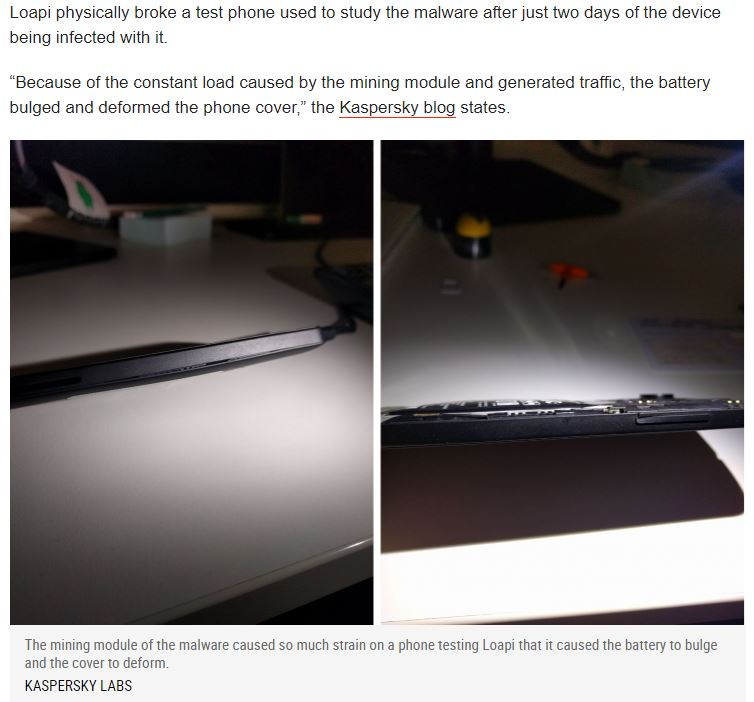 Loapi physically broke a test phone used to study the malware after just two days of the device
being infected with it.
“Because of the constant load caused by the mining module and generated traffic, the battery
bulged and deformed the phone cover,” the Kaspersky blog states.
The mining module of the malware caused so much strain on a phone testing Loapi that it caused the battery to bulge
and the cover to deform.
KASPERSKY LABS